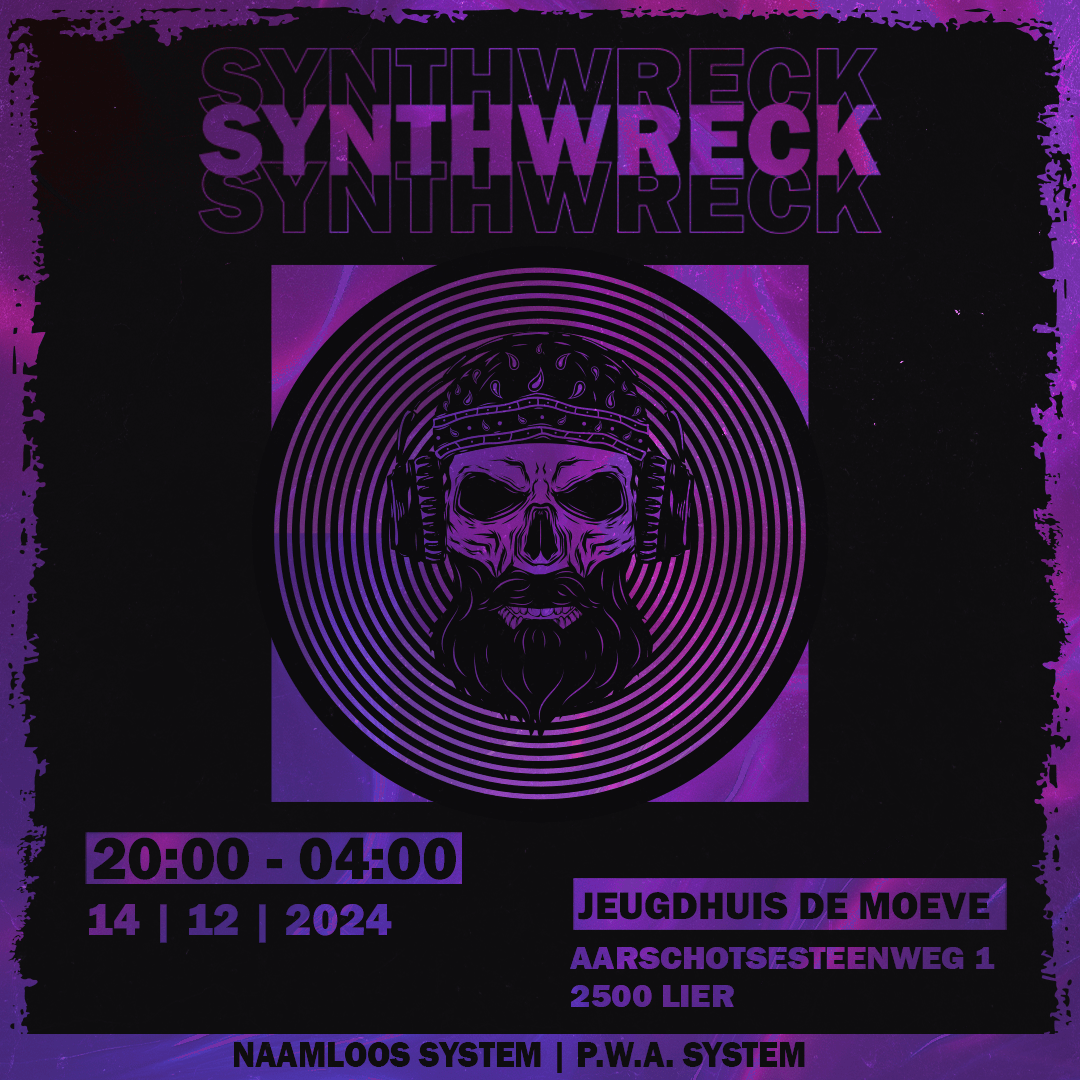 SYNTHWRECK
SYNTHWRECK
SYNTHWRECK
20:00 - 04:00
14 | 12 | 2024
JEUGDHUIS DE MOEVE
AARSCHOTSESTEENWEG 1
2500 LIER
NAAMLOOS SYSTEM | P.W.A. SYSTEM